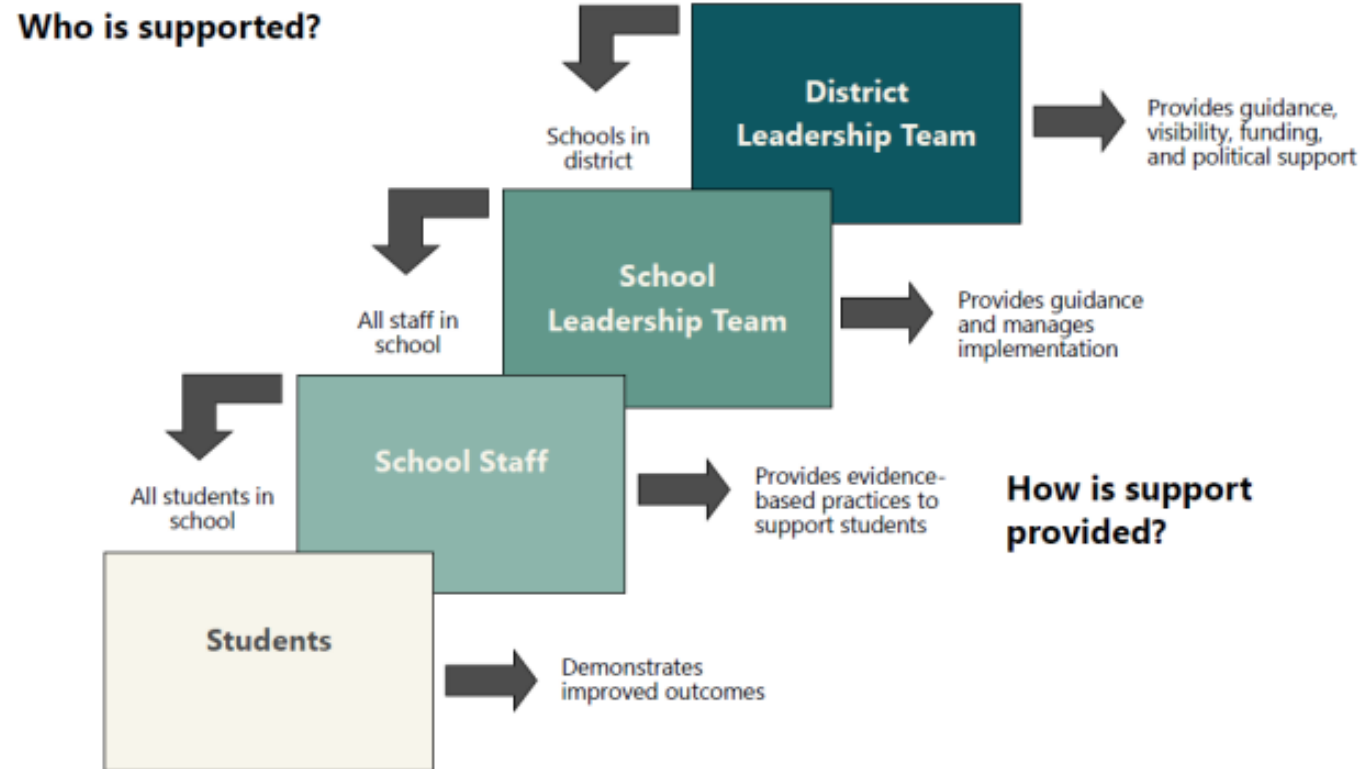 Who is supported?
District
Leadership Team
Provides guidance,
visibility, funding,
and political support
Schools in
district
School
Leadership Team
Provides guidance
and manages
implementation
All staff in
school
School Staff
Provides evidence-
based practices to
support students
How is support
provided?
All students in
school
Students
Demonstrates
improved outcomes